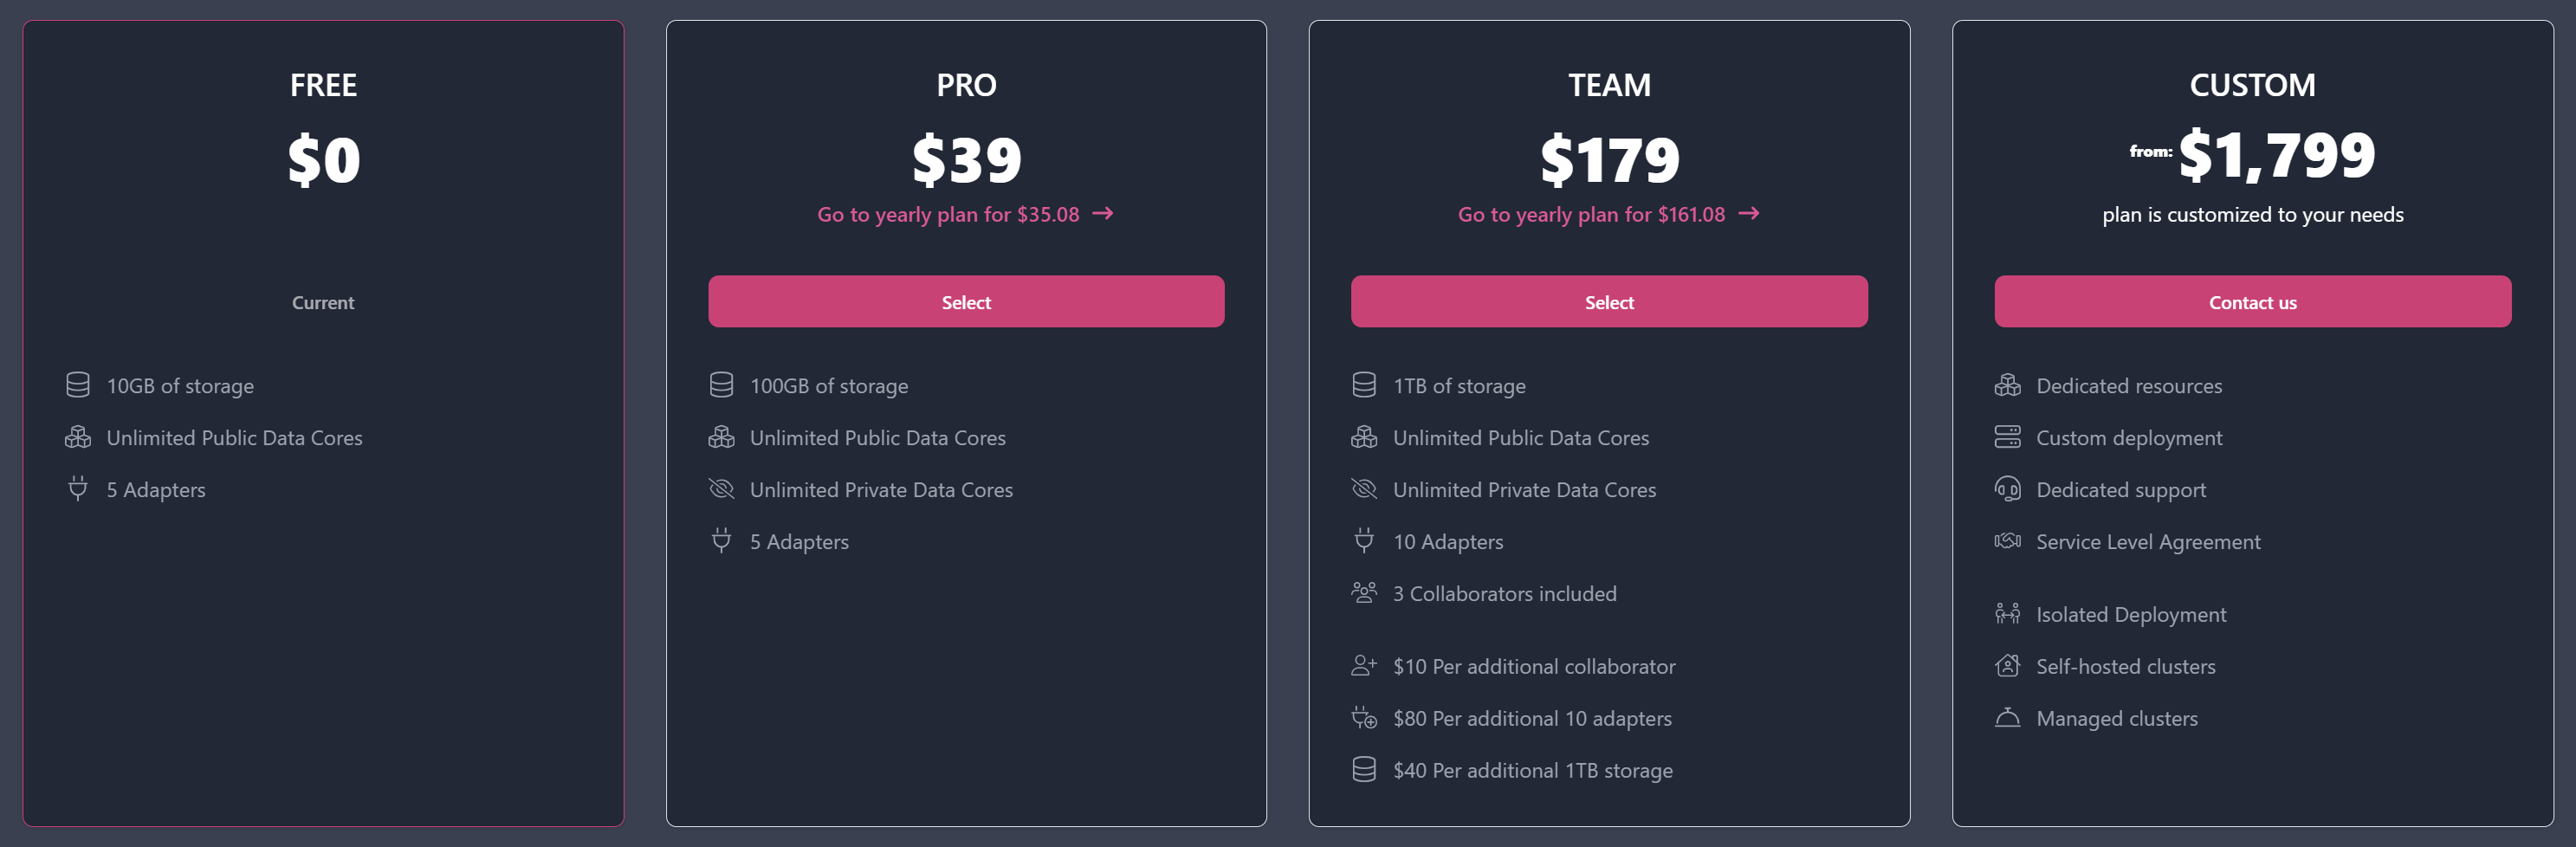 FREE
$0
Current
10GB of storage
Unlimited Public Data Cores
5 Adapters
PRO
$39
Go to yearly plan for $35.08 →
Select
100GB of storage
Unlimited Public Data Cores
Unlimited Private Data Cores
5 Adapters
TEAM
$179
Go to yearly plan for $161.08 →
Select
1TB of storage
Unlimited Public Data Cores
Unlimited Private Data Cores
10 Adapters
3 Collaborators included
$10 Per additional collaborator
$80 Per additional 10 adapters
$40 Per additional 1TB storage
CUSTOM
from: $1,799
plan is customized to your needs
Contact us
Dedicated resources
Custom deployment
Dedicated support
Service Level Agreement
Isolated Deployment
Self-hosted clusters
Managed clusters